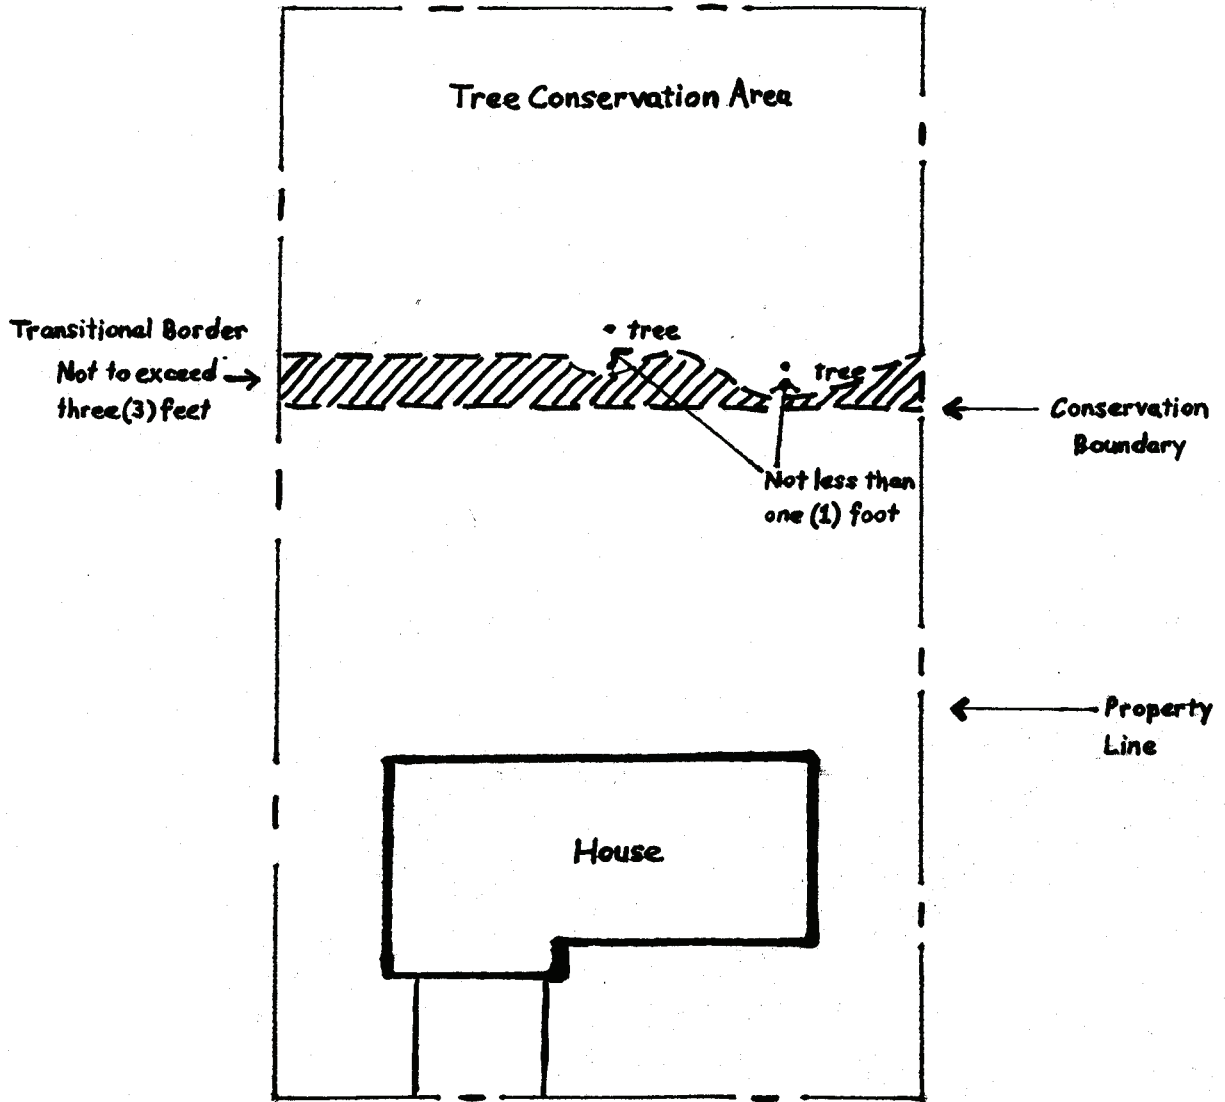 Tree Conservation Area
Transitional Border
Not to exceed
three (3) feet
tree
tree
Conservation
Boundary
Not less than
one (1) foot
Property
Line
House